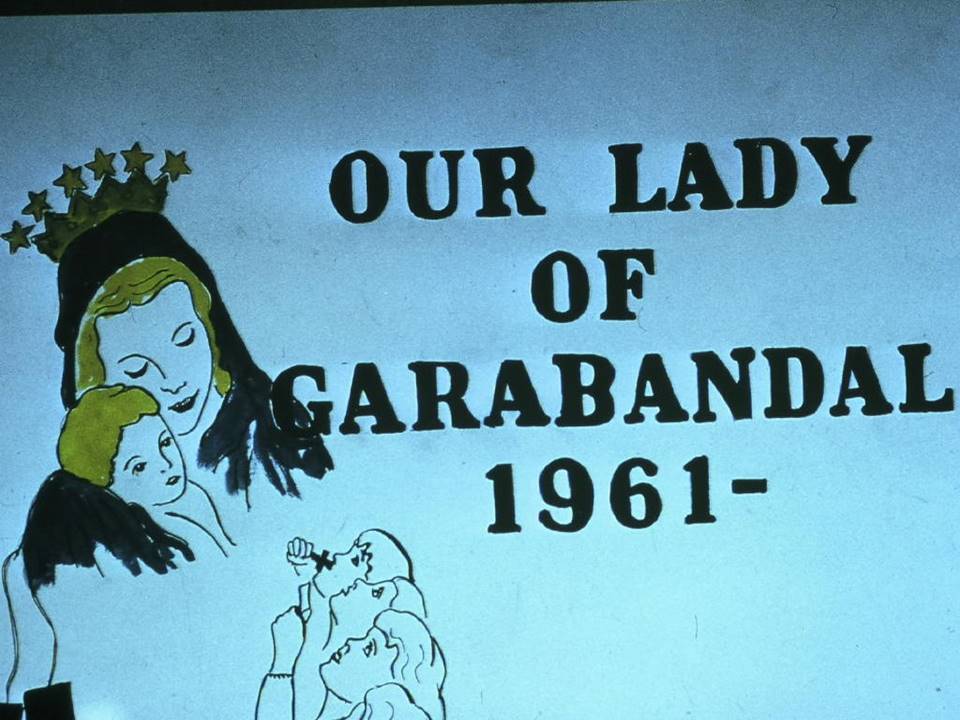 OUR LADY
OF
GARABANDAL
1961-